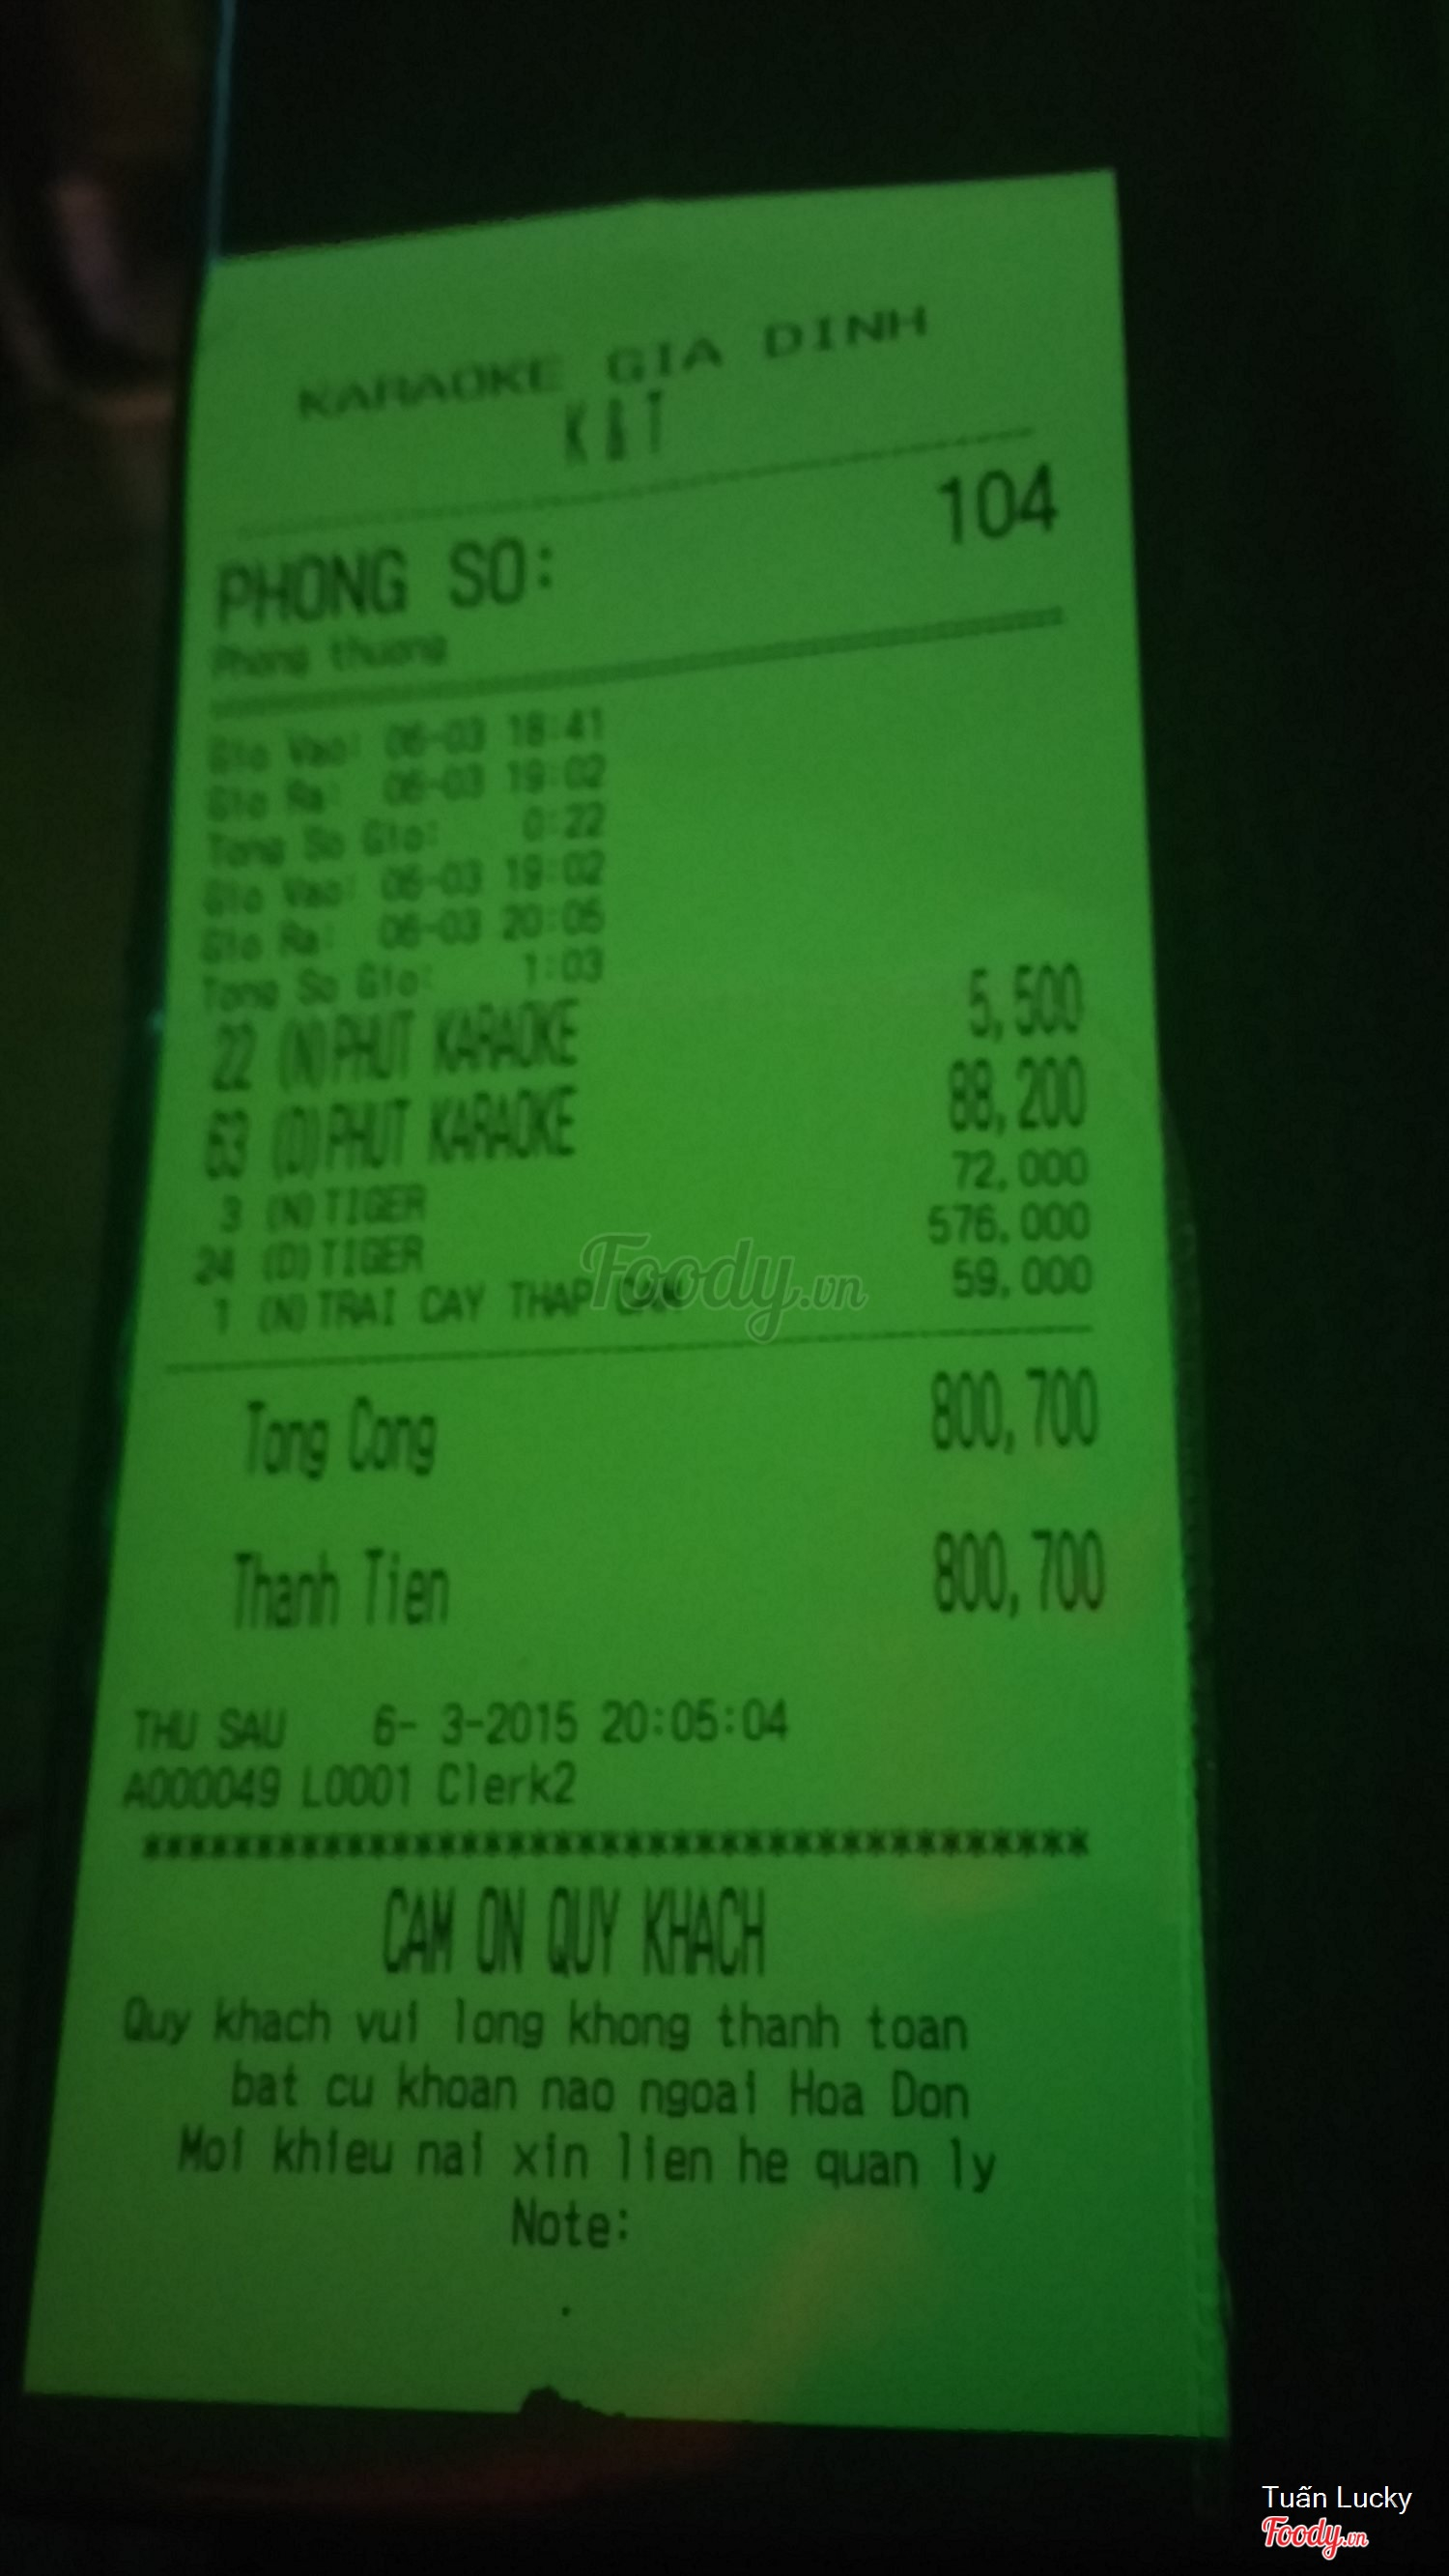 KARAOKE GIA DINH
K&T
PHONG SO: 104
Phong thuong
Gio Vao: 06-03 18:41
Gio Ra: 06-03 19:02
Tong So Gio: 0:22
Gio Vao: 06-03 19:02
Gio Ra: 06-03 20:05
Tong So Gio: 1:03
22 (N)PHUT KARAOKE 5,500
63 (D)PHUT KARAOKE 88,200
3 (N)TIGER 72,000
24 (D)TIGER 576,000
1 (N)TRAI CAY THAP CAM 59,000
Foody.vn
Tong Cong 800,700
Thanh Tien 800,700
THU SAU 6- 3-2015 20:05:04
A000049 L0001 Clerk2
****************************************
CAM ON QUY KHACH
Quy khach vui long khong thanh toan
bat cu khoan nao ngoai Hoa Don
Moi khieu nai xin lien he quan ly
Note:
.
Tuấn Lucky
Foody.vn